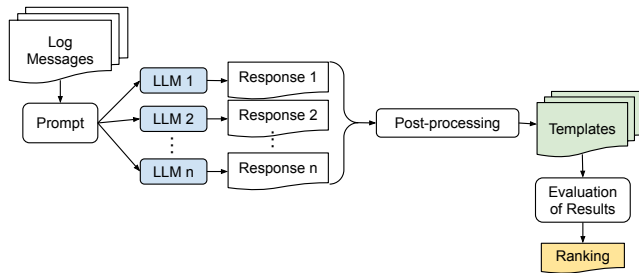 Log
Messages
Prompt
LLM 1
Response 1
LLM 2
Response 2
LLM n
Response n
Post-processing
Templates
Evaluation
of Results
Ranking